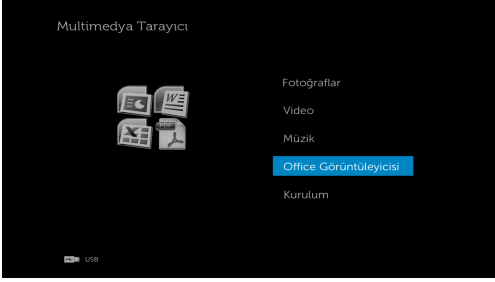 Multimedya Tarayıcı
Fotoğraflar
Video
Müzik
Office Görüntüleyicisi
Kurulum
USB